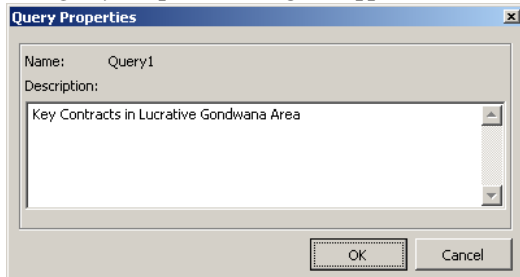 Query Properties
Name: Query1
Description:
Key Contracts in Lucrative Gondwana Area
OK Cancel